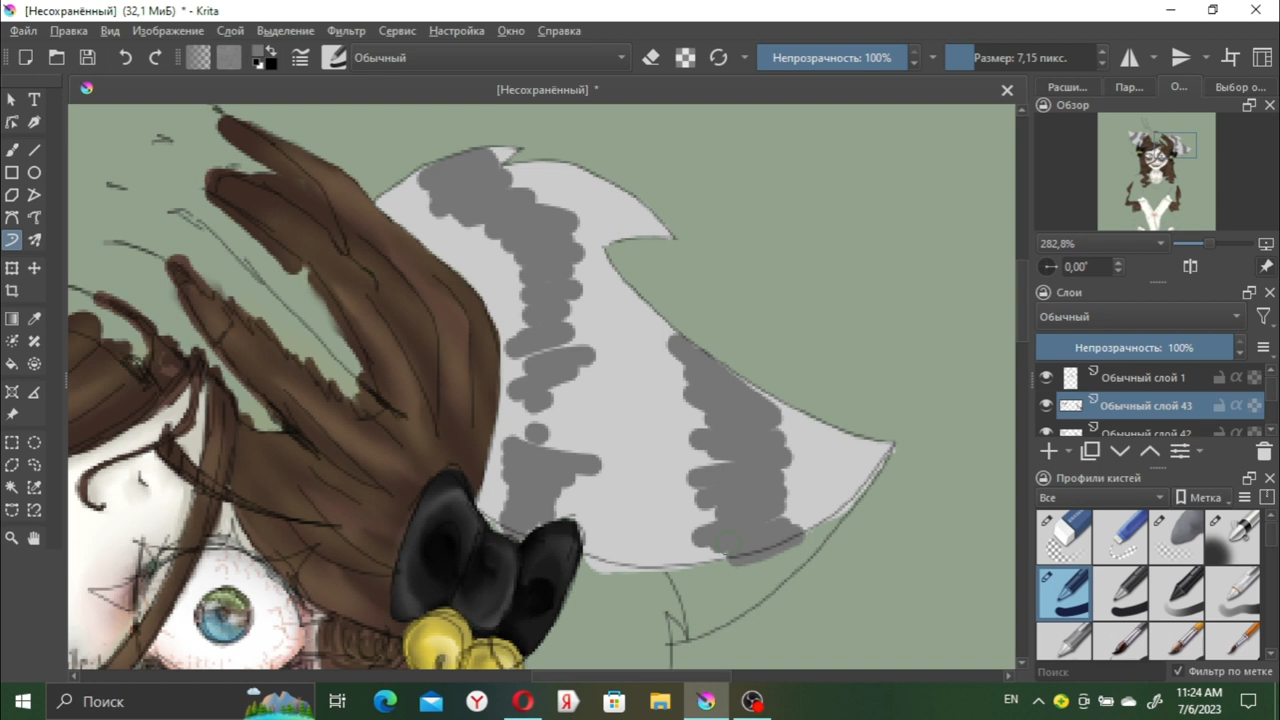 [Несохранённый] (32,1 МиБ) * - Krita
Файл Правка Вид Изображение Слой Выделение Фильтр Сервис Настройка Окно Справка
Обычный Непрозрачность: 100% Размер: 7,15 пикс.
[Несохранённый] *
Расши... Пар... О... Выбор о...
Обзор
282,8%
0,00°
Слои
Обычный
Непрозрачность: 100%
Обычный слой 1
Обычный слой 43
Обычный слой 42
Профили кистей
Все Метка
Поиск Фильтр по метке
Поиск EN 11:24 AM
7/6/2023